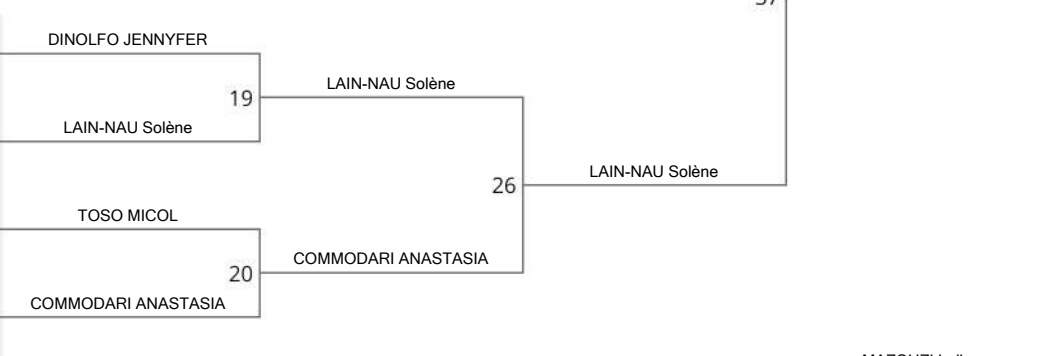 DINOLFO JENNYFER
19
LAIN-NAU Solène
LAIN-NAU Solène
26
LAIN-NAU Solène
TOSO MICOL
20
COMMODARI ANASTASIA
COMMODARI ANASTASIA